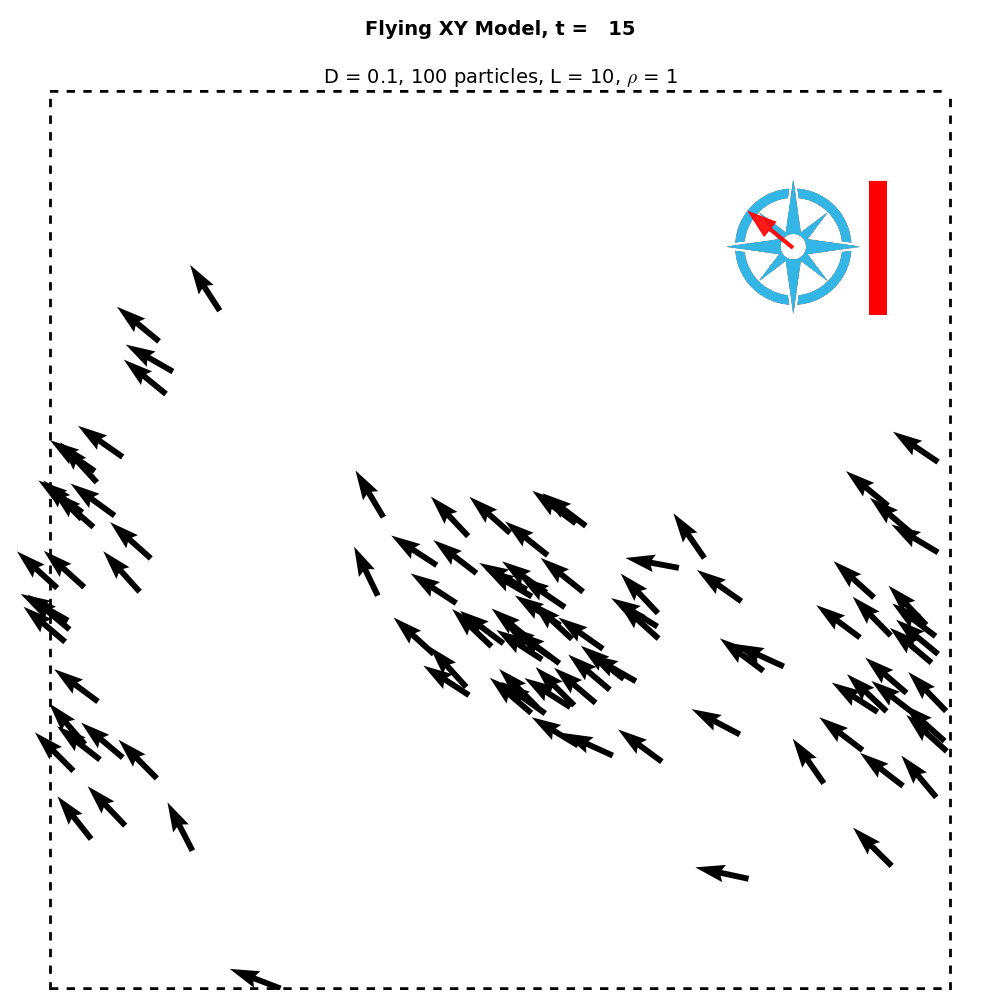 Flying XY Model, t =   15
D = 0.1, 100 particles, L = 10, ρ = 1